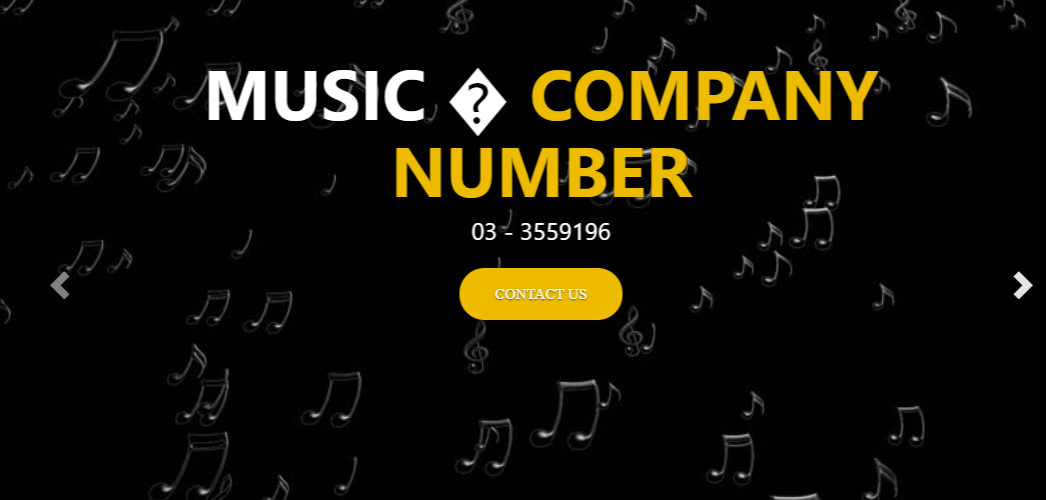 MUSIC � COMPANY
NUMBER
03 - 3559196
CONTACT US